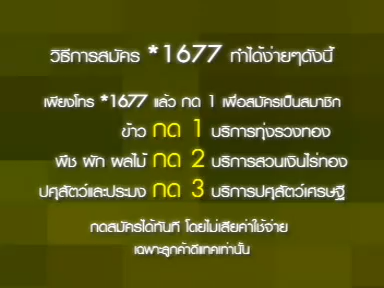 วิธีการสมัคร *1677 ทำได้ง่ายๆดังนี้
เพียงโทร *1677 แล้ว กด 1 เพื่อสมัครเป็นสมาชิก
ข้าว กด 1 บริการทุ่งรวงทอง
พืช ผัก ผลไม้ กด 2 บริการสวนเงินไร่ทอง
ปศุสัตว์และประมง กด 3 บริการปศุสัตว์เศรษฐี
กดสมัครได้ทันที โดยไม่เสียค่าใช้จ่าย
เฉพาะลูกค้าดีแทคเท่านั้น